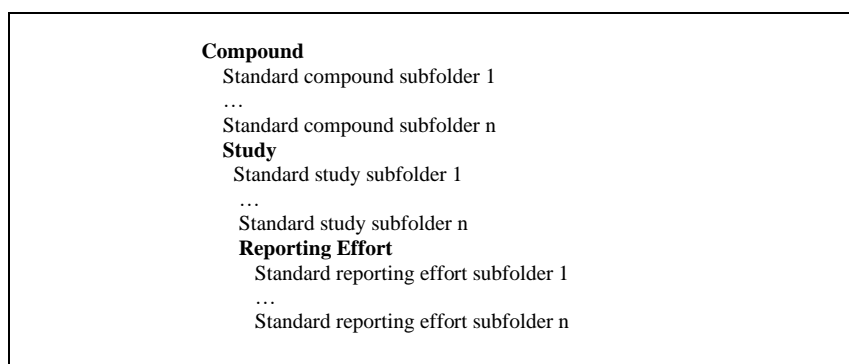 Compound
Standard compound subfolder 1
…
Standard compound subfolder n
Study
Standard study subfolder 1
…
Standard study subfolder n
Reporting Effort
Standard reporting effort subfolder 1
…
Standard reporting effort subfolder n